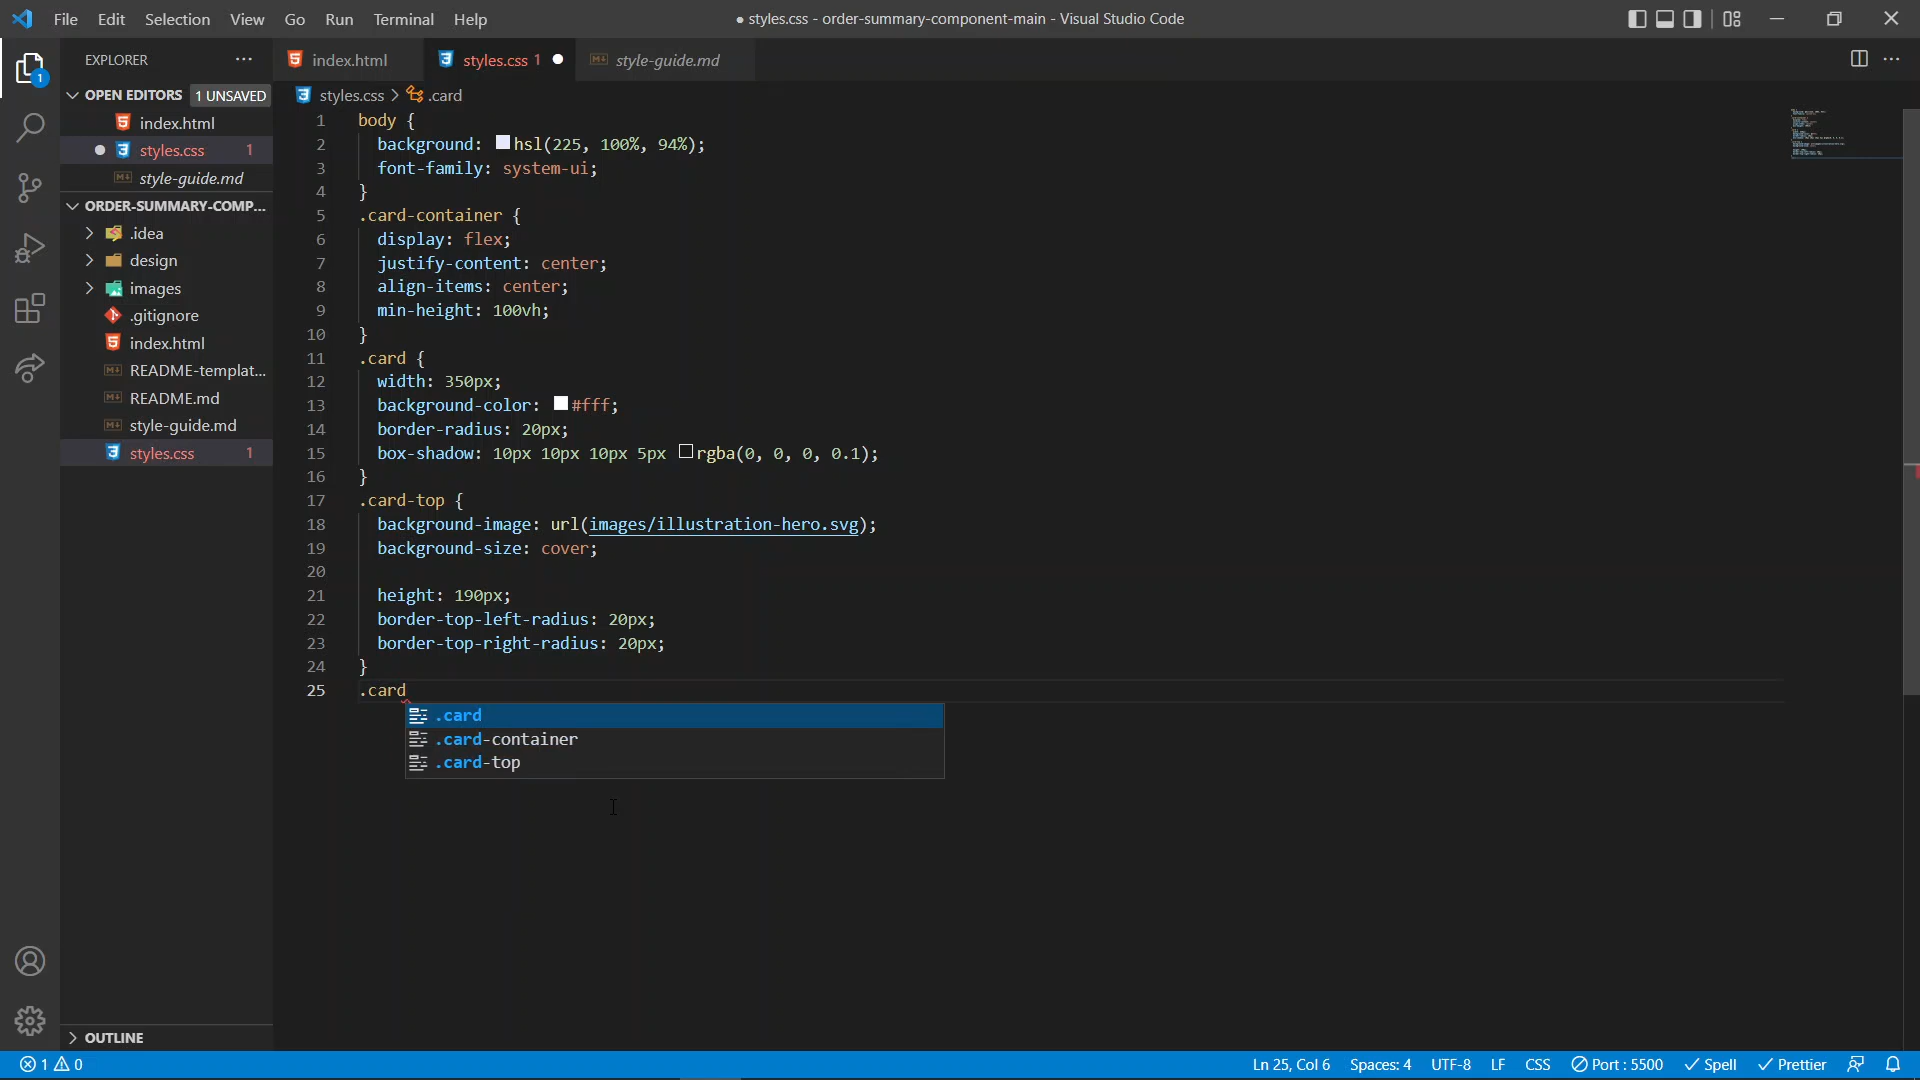 File Edit Selection View Go Run Terminal Help
● styles.css - order-summary-component-main - Visual Studio Code
EXPLORER
index.html
styles.css 1
style-guide.md
OPEN EDITORS 1 UNSAVED
index.html
styles.css 1
style-guide.md
ORDER-SUMMARY-COMP...
.idea
design
images
.gitignore
index.html
README-templat...
README.md
style-guide.md
styles.css 1
OUTLINE
styles.css > .card
1 body {
2 background: hsl(225, 100%, 94%);
3 font-family: system-ui;
4 }
5 .card-container {
6 display: flex;
7 justify-content: center;
8 align-items: center;
9 min-height: 100vh;
10 }
11 .card {
12 width: 350px;
13 background-color: #fff;
14 border-radius: 20px;
15 box-shadow: 10px 10px 10px 5px rgba(0, 0, 0, 0.1);
16 }
17 .card-top {
18 background-image: url(images/illustration-hero.svg);
19 background-size: cover;
20
21 height: 190px;
22 border-top-left-radius: 20px;
23 border-top-right-radius: 20px;
24 }
25 .card
.card
.card-container
.card-top
1 0
Ln 25, Col 6 Spaces: 4 UTF-8 LF CSS Port : 5500 Spell Prettier